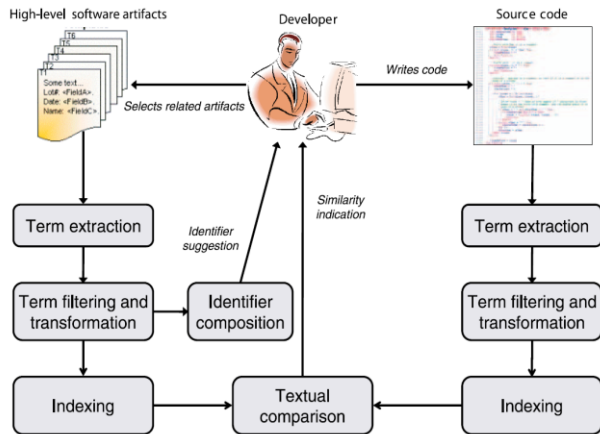 High-level software artifacts
Developer
Source code
T6
T5
T4
T3
T2
T1
Some text...
Lot#: <FieldA>.
Date: <FieldB>.
Name: <FieldC>.
Selects related artifacts
Writes code
Identifier
suggestion
Similarity
indication
Term extraction
Term extraction
Term filtering and
transformation
Identifier
composition
Term filtering and
transformation
Indexing
Textual
comparison
Indexing